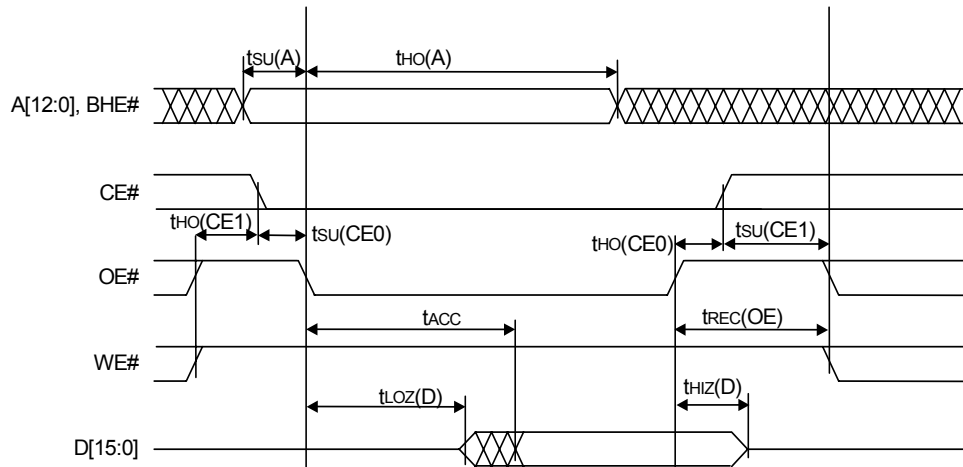 tSU(A)
tHO(A)
A[12:0], BHE#
CE#
tHO(CE1)
tSU(CE0)
tHO(CE0)
tSU(CE1)
OE#
tACC
tREC(OE)
WE#
tLOZ(D)
tHIZ(D)
D[15:0]